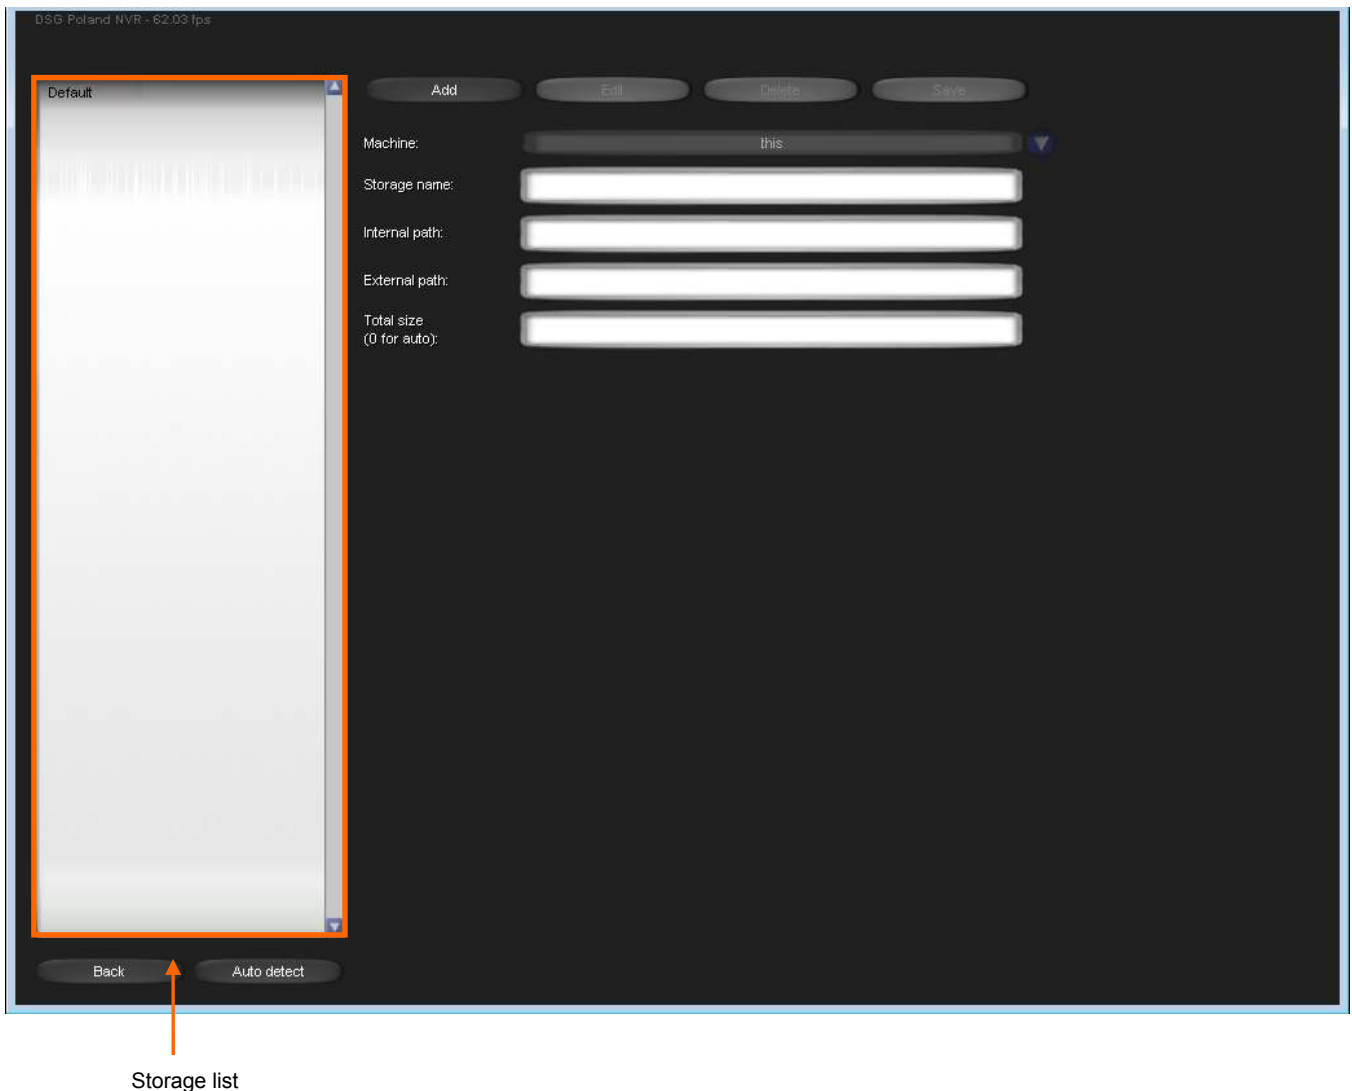 DSG Poland NVR - 62.03 fps
Default
Add Edit Delete Save
Machine: this
Storage name:
Internal path:
External path:
Total size
(0 for auto):
Back Auto detect
Storage list